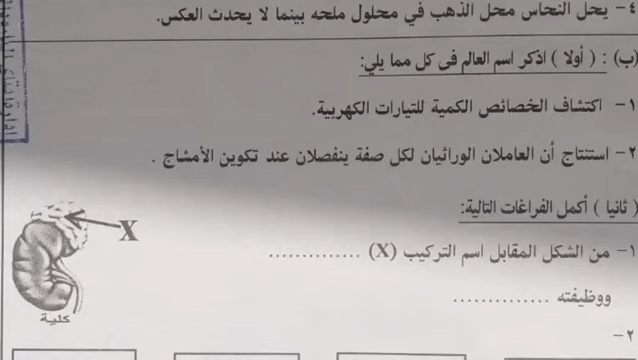 ٤- يحل النحاس محل الذهب في محلول ملحه بينما لا يحدث العكس.
(ب) : ( أولا ) اذكر اسم العالم فى كل مما يلي:
١- اكتشاف الخصائص الكمية للتيارات الكهربية.
٢- استنتاج أن العاملان الوراثيان لكل صفة ينفصلان عند تكوين الأمشاج .
( ثانيا ) أكمل الفراغات التالية:
١- من الشكل المقابل اسم التركيب (X) ..............
ووظيفته ..............
X
كلية
٢-